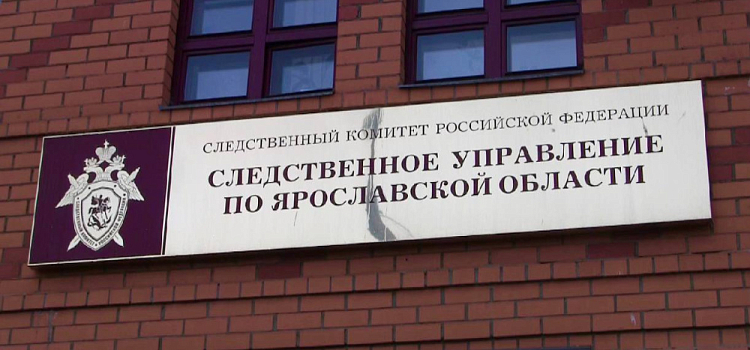 СЛЕДСТВЕННЫЙ КОМИТЕТ РОССИЙСКОЙ ФЕДЕРАЦИИ
СЛЕДСТВЕННОЕ УПРАВЛЕНИЕ
ПО ЯРОСЛАВСКОЙ ОБЛАСТИ